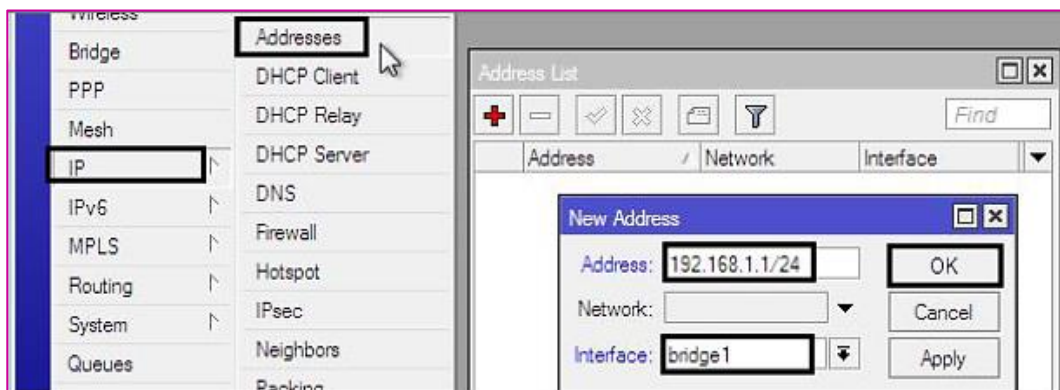 Wireless
Bridge
PPP
Mesh
IP
IPv6
MPLS
Routing
System
Queues
Addresses
DHCP Client
DHCP Relay
DHCP Server
DNS
Firewall
Hotspot
IPsec
Neighbors
Packing
Address List
Find
Address / Network Interface
New Address
Address: 192.168.1.1/24 OK
Network: Cancel
Interface: bridge1 Apply